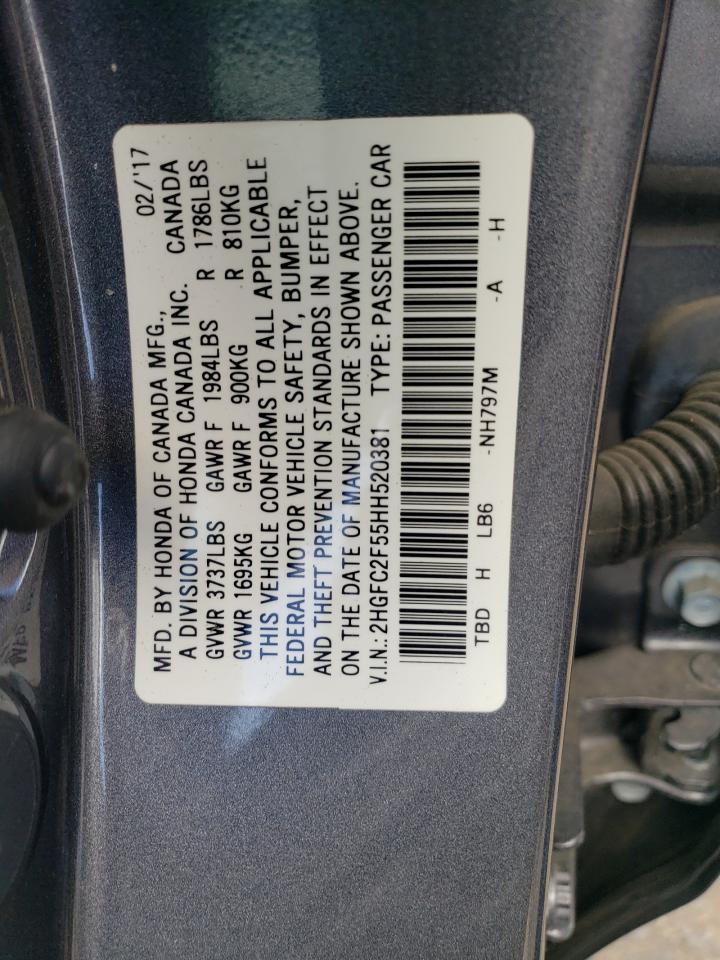 MFD. BY HONDA OF CANADA MFG., 02/'17
A DIVISION OF HONDA CANADA INC. CANADA
GVWR 3737LBS GAWR F 1984LBS R 1786LBS
GVWR 1695KG GAWR F 900KG R 810KG
THIS VEHICLE CONFORMS TO ALL APPLICABLE
FEDERAL MOTOR VEHICLE SAFETY, BUMPER,
AND THEFT PREVENTION STANDARDS IN EFFECT
ON THE DATE OF MANUFACTURE SHOWN ABOVE.
V.I.N.:2HGFC2F55HH520381 TYPE: PASSENGER CAR
TBD H LB6 -NH797M -A -H